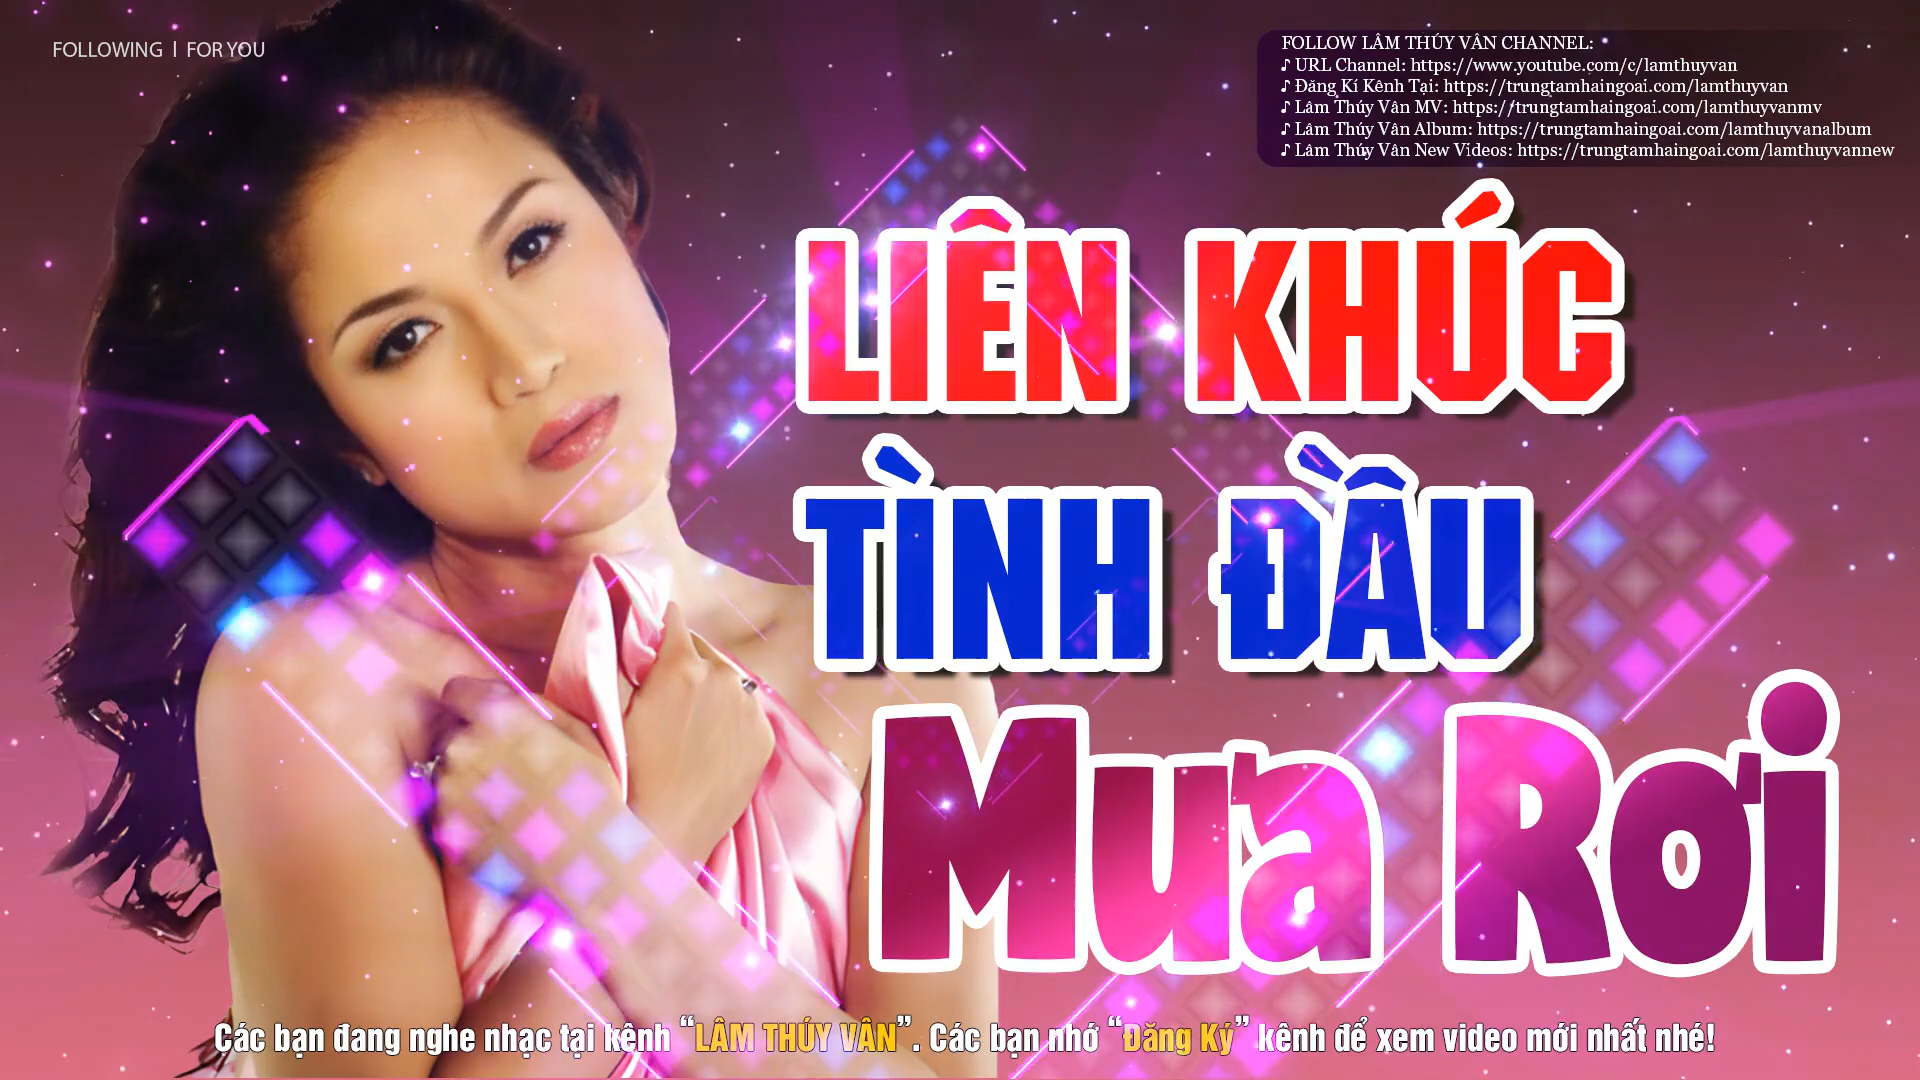 FOLLOWING | FOR YOU
FOLLOW LÂM THÚY VÂN CHANNEL:
♪ URL Channel: https://www.youtube.com/c/lamthuyvan
♪ Đăng Kí Kênh Tại: https://trungtamhaingoai.com/lamthuyvan
♪ Lâm Thúy Vân MV: https://trungtamhaingoai.com/lamthuyvanmv
♪ Lâm Thúy Vân Album: https://trungtamhaingoai.com/lamthuyvanalbum
♪ Lâm Thúy Vân New Videos: https://trungtamhaingoai.com/lamthuyvannew
LIÊN KHÚC
TÌNH ĐẦU
Mưa Rơi
Các bạn đang nghe nhạc tại kênh “LÂM THÚY VÂN”. Các bạn nhớ “Đăng Ký” kênh để xem video mới nhất nhé!